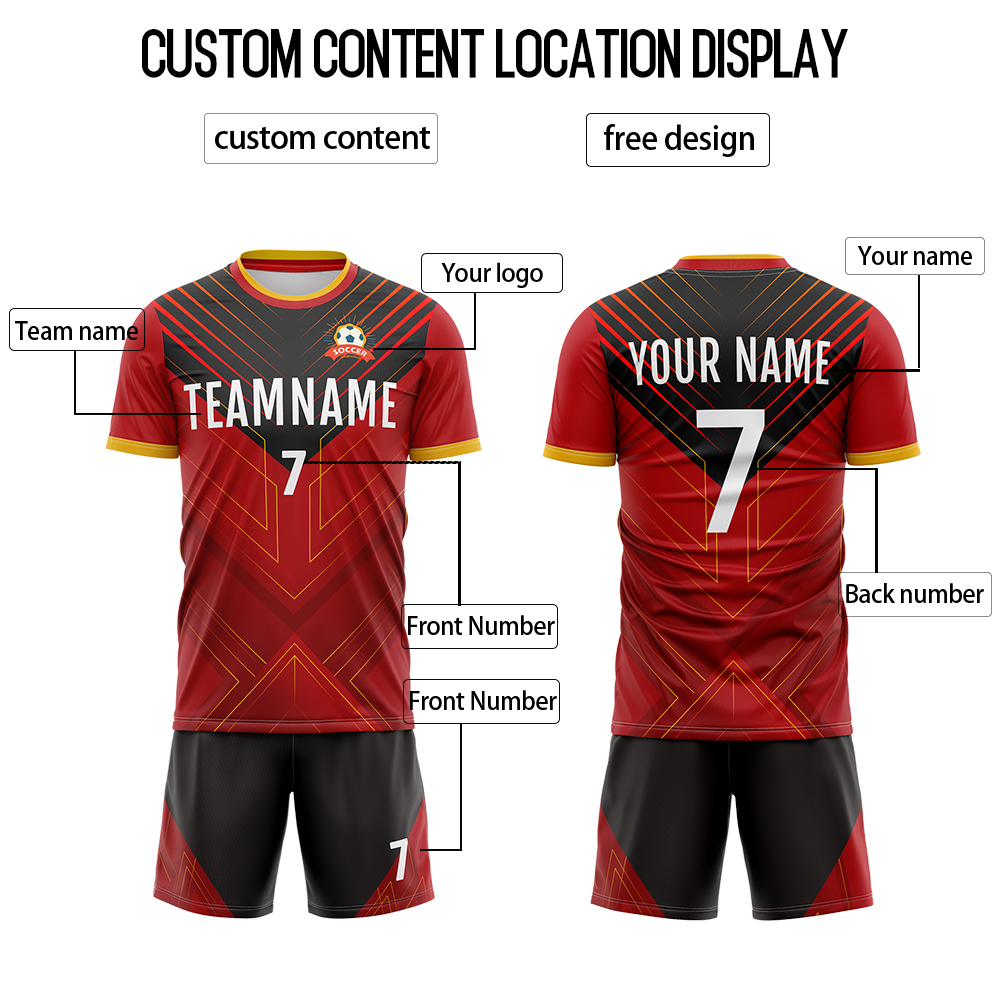 CUSTOM CONTENT LOCATION DISPLAY
custom content
free design
Your name
Your logo
Team name
SOCCER
TEAMNAME
7
YOUR NAME
7
Back number
Front Number
Front Number
7